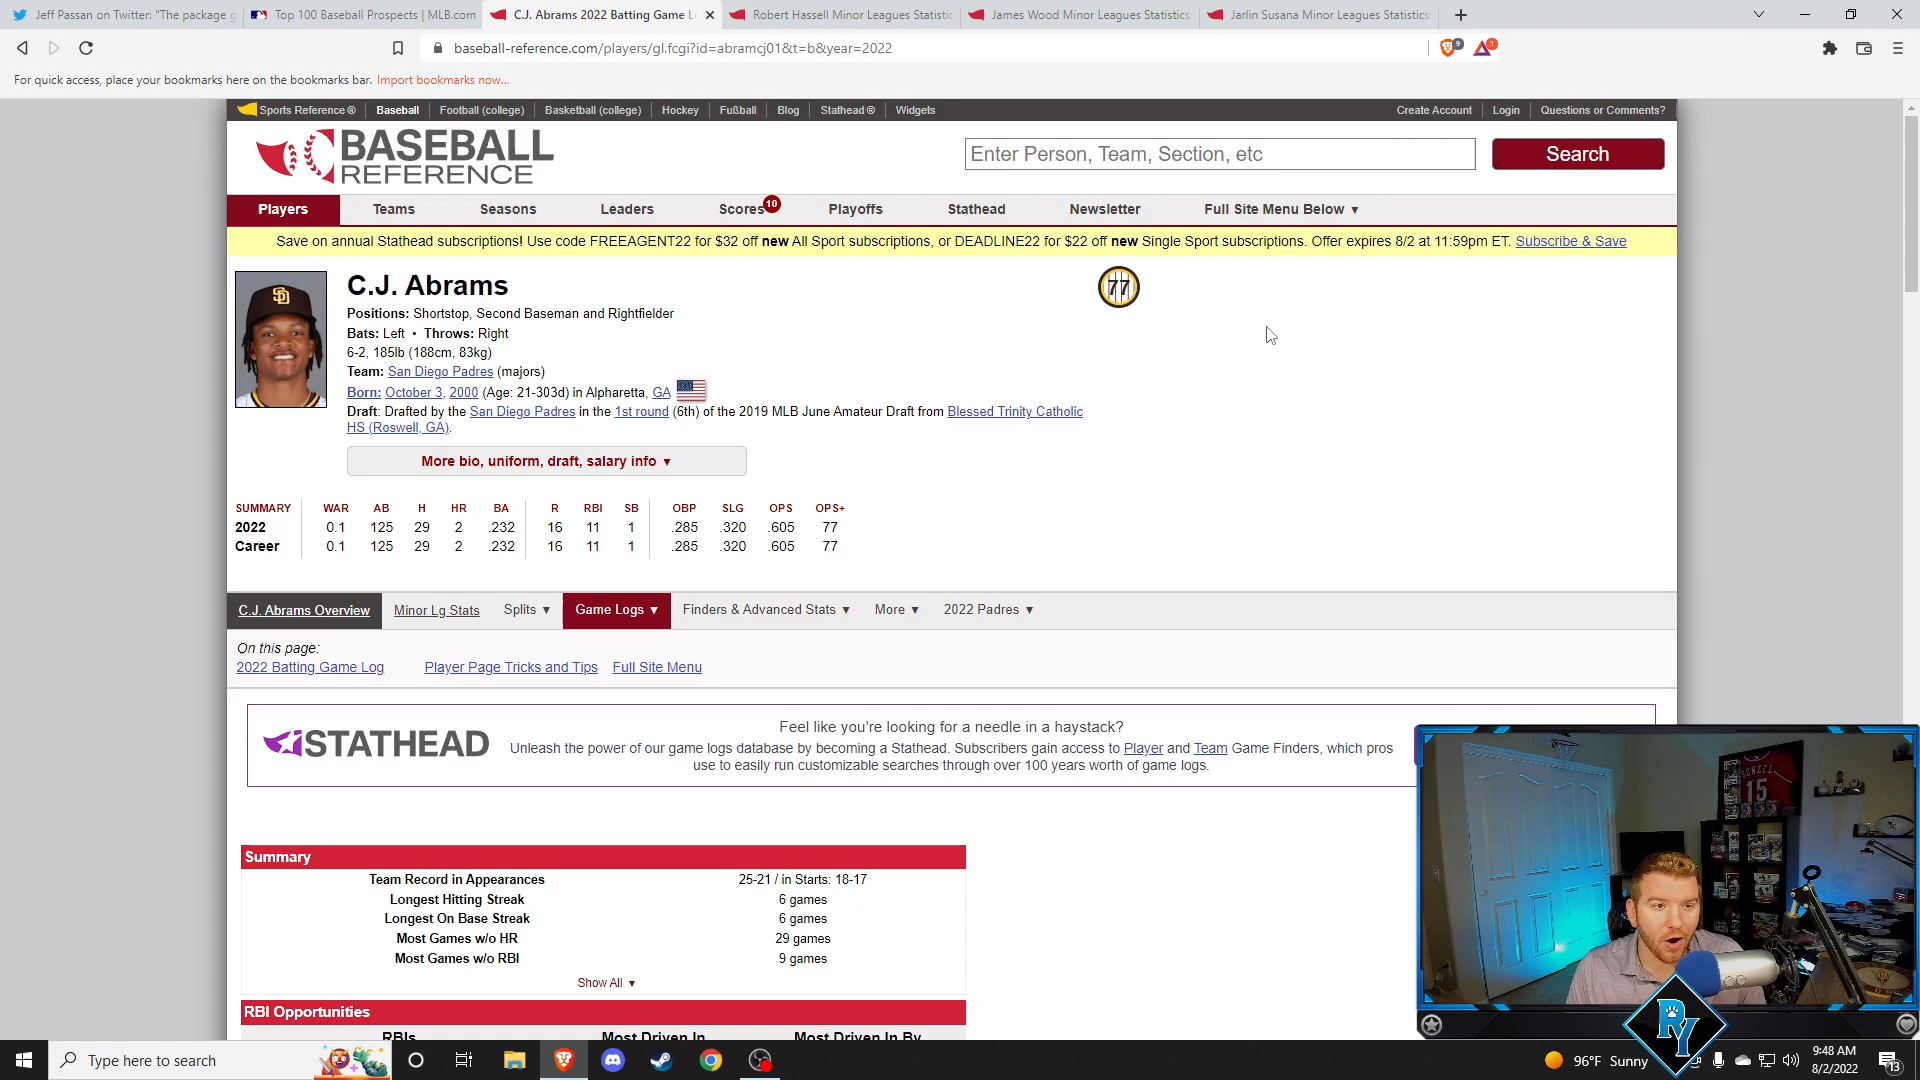 Jeff Passan on Twitter: "The package g
Top 100 Baseball Prospects | MLB.com
C.J. Abrams 2022 Batting Game L
Robert Hassell Minor Leagues Statistic
James Wood Minor Leagues Statistics
Jarlin Susana Minor Leagues Statistics
baseball-reference.com/players/gl.fcgi?id=abramcj01&t=b&year=2022
9
1
For quick access, place your bookmarks here on the bookmarks bar. Import bookmarks now...
Sports Reference ® Baseball Football (college) Basketball (college) Hockey Fußball Blog Stathead ® Widgets Create Account Login Questions or Comments?
BASEBALL
REFERENCE
Enter Person, Team, Section, etc
Search
Players Teams Seasons Leaders Scores 10 Playoffs Stathead Newsletter Full Site Menu Below ▼
Save on annual Stathead subscriptions! Use code FREEAGENT22 for $32 off new All Sport subscriptions, or DEADLINE22 for $22 off new Single Sport subscriptions. Offer expires 8/2 at 11:59pm ET. Subscribe & Save
SD
C.J. Abrams
77
Positions: Shortstop, Second Baseman and Rightfielder
Bats: Left • Throws: Right
6-2, 185lb (188cm, 83kg)
Team: San Diego Padres (majors)
Born: October 3, 2000 (Age: 21-303d) in Alpharetta, GA
Draft: Drafted by the San Diego Padres in the 1st round (6th) of the 2019 MLB June Amateur Draft from Blessed Trinity Catholic
HS (Roswell, GA).
More bio, uniform, draft, salary info ▼
SUMMARY WAR AB H HR BA R RBI SB OBP SLG OPS OPS+
2022 0.1 125 29 2 .232 16 11 1 .285 .320 .605 77
Career 0.1 125 29 2 .232 16 11 1 .285 .320 .605 77
C.J. Abrams Overview Minor Lg Stats Splits ▼ Game Logs ▼ Finders & Advanced Stats ▼ More ▼ 2022 Padres ▼
On this page:
2022 Batting Game Log Player Page Tricks and Tips Full Site Menu
STATHEAD
Feel like you're looking for a needle in a haystack?
Unleash the power of our game logs database by becoming a Stathead. Subscribers gain access to Player and Team Game Finders, which pros
use to easily run customizable searches through over 100 years worth of game logs.
Summary
Team Record in Appearances 25-21 / in Starts: 18-17
Longest Hitting Streak 6 games
Longest On Base Streak 6 games
Most Games w/o HR 29 games
Most Games w/o RBI 9 games
Show All ▼
RBI Opportunities
RBIs Most Driven In Most Driven In By
SENZEL
15
RY
Type here to search
96°F Sunny
9:48 AM
8/2/2022
13